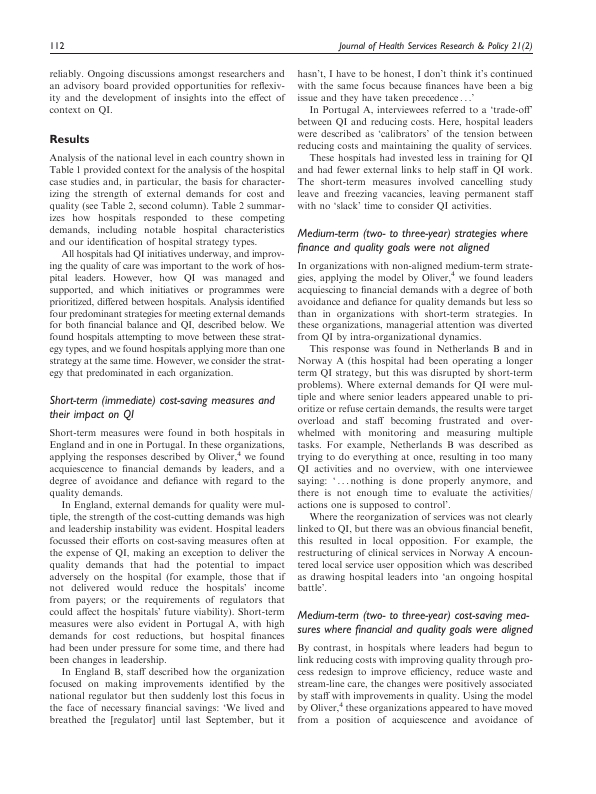 112
Journal of Health Services Research & Policy 21(2)
reliably. Ongoing discussions amongst researchers and
an advisory board provided opportunities for reflexiv-
ity and the development of insights into the effect of
context on QI.
Results
Analysis of the national level in each country shown in
Table 1 provided context for the analysis of the hospital
case studies and, in particular, the basis for character-
izing the strength of external demands for cost and
quality (see Table 2, second column). Table 2 summar-
izes how hospitals responded to these competing
demands, including notable hospital characteristics
and our identification of hospital strategy types.
All hospitals had QI initiatives underway, and improv-
ing the quality of care was important to the work of hos-
pital leaders. However, how QI was managed and
supported, and which initiatives or programmes were
prioritized, differed between hospitals. Analysis identified
four predominant strategies for meeting external demands
for both financial balance and QI, described below. We
found hospitals attempting to move between these strat-
egy types, and we found hospitals applying more than one
strategy at the same time. However, we consider the strat-
egy that predominated in each organization.
Short-term (immediate) cost-saving measures and
their impact on QI
Short-term measures were found in both hospitals in
England and in one in Portugal. In these organizations,
applying the responses described by Oliver,4 we found
acquiescence to financial demands by leaders, and a
degree of avoidance and defiance with regard to the
quality demands.
In England, external demands for quality were mul-
tiple, the strength of the cost-cutting demands was high
and leadership instability was evident. Hospital leaders
focussed their efforts on cost-saving measures often at
the expense of QI, making an exception to deliver the
quality demands that had the potential to impact
adversely on the hospital (for example, those that if
not delivered would reduce the hospitals' income
from payers; or the requirements of regulators that
could affect the hospitals' future viability). Short-term
measures were also evident in Portugal A, with high
demands for cost reductions, but hospital finances
had been under pressure for some time, and there had
been changes in leadership.
In England B, staff described how the organization
focused on making improvements identified by the
national regulator but then suddenly lost this focus in
the face of necessary financial savings: 'We lived and
breathed the [regulator] until last September, but it
hasn't, I have to be honest, I don't think it's continued
with the same focus because finances have been a big
issue and they have taken precedence . . .'
In Portugal A, interviewees referred to a 'trade-off'
between QI and reducing costs. Here, hospital leaders
were described as 'calibrators' of the tension between
reducing costs and maintaining the quality of services.
These hospitals had invested less in training for QI
and had fewer external links to help staff in QI work.
The short-term measures involved cancelling study
leave and freezing vacancies, leaving permanent staff
with no 'slack' time to consider QI activities.
Medium-term (two- to three-year) strategies where
finance and quality goals were not aligned
In organizations with non-aligned medium-term strate-
gies, applying the model by Oliver,4 we found leaders
acquiescing to financial demands with a degree of both
avoidance and defiance for quality demands but less so
than in organizations with short-term strategies. In
these organizations, managerial attention was diverted
from QI by intra-organizational dynamics.
This response was found in Netherlands B and in
Norway A (this hospital had been operating a longer
term QI strategy, but this was disrupted by short-term
problems). Where external demands for QI were mul-
tiple and where senior leaders appeared unable to pri-
oritize or refuse certain demands, the results were target
overload and staff becoming frustrated and over-
whelmed with monitoring and measuring multiple
tasks. For example, Netherlands B was described as
trying to do everything at once, resulting in too many
QI activities and no overview, with one interviewee
saying: ' . . . nothing is done properly anymore, and
there is not enough time to evaluate the activities/
actions one is supposed to control'.
Where the reorganization of services was not clearly
linked to QI, but there was an obvious financial benefit,
this resulted in local opposition. For example, the
restructuring of clinical services in Norway A encoun-
tered local service user opposition which was described
as drawing hospital leaders into 'an ongoing hospital
battle'.
Medium-term (two- to three-year) cost-saving mea-
sures where financial and quality goals were aligned
By contrast, in hospitals where leaders had begun to
link reducing costs with improving quality through pro-
cess redesign to improve efficiency, reduce waste and
stream-line care, the changes were positively associated
by staff with improvements in quality. Using the model
by Oliver,4 these organizations appeared to have moved
from a position of acquiescence and avoidance of